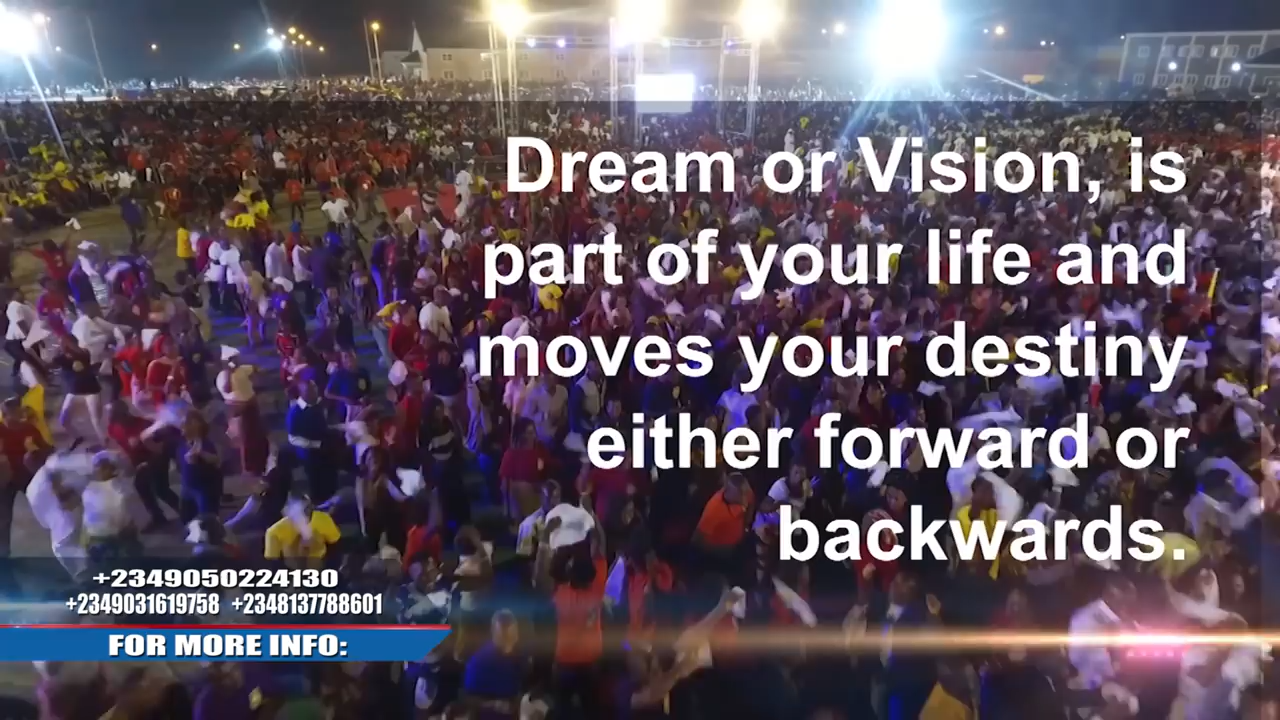 Dream or Vision, is
part of your life and
moves your destiny
either forward or
backwards.
+2349050224130
+2349031619758 +2348137788601
FOR MORE INFO: